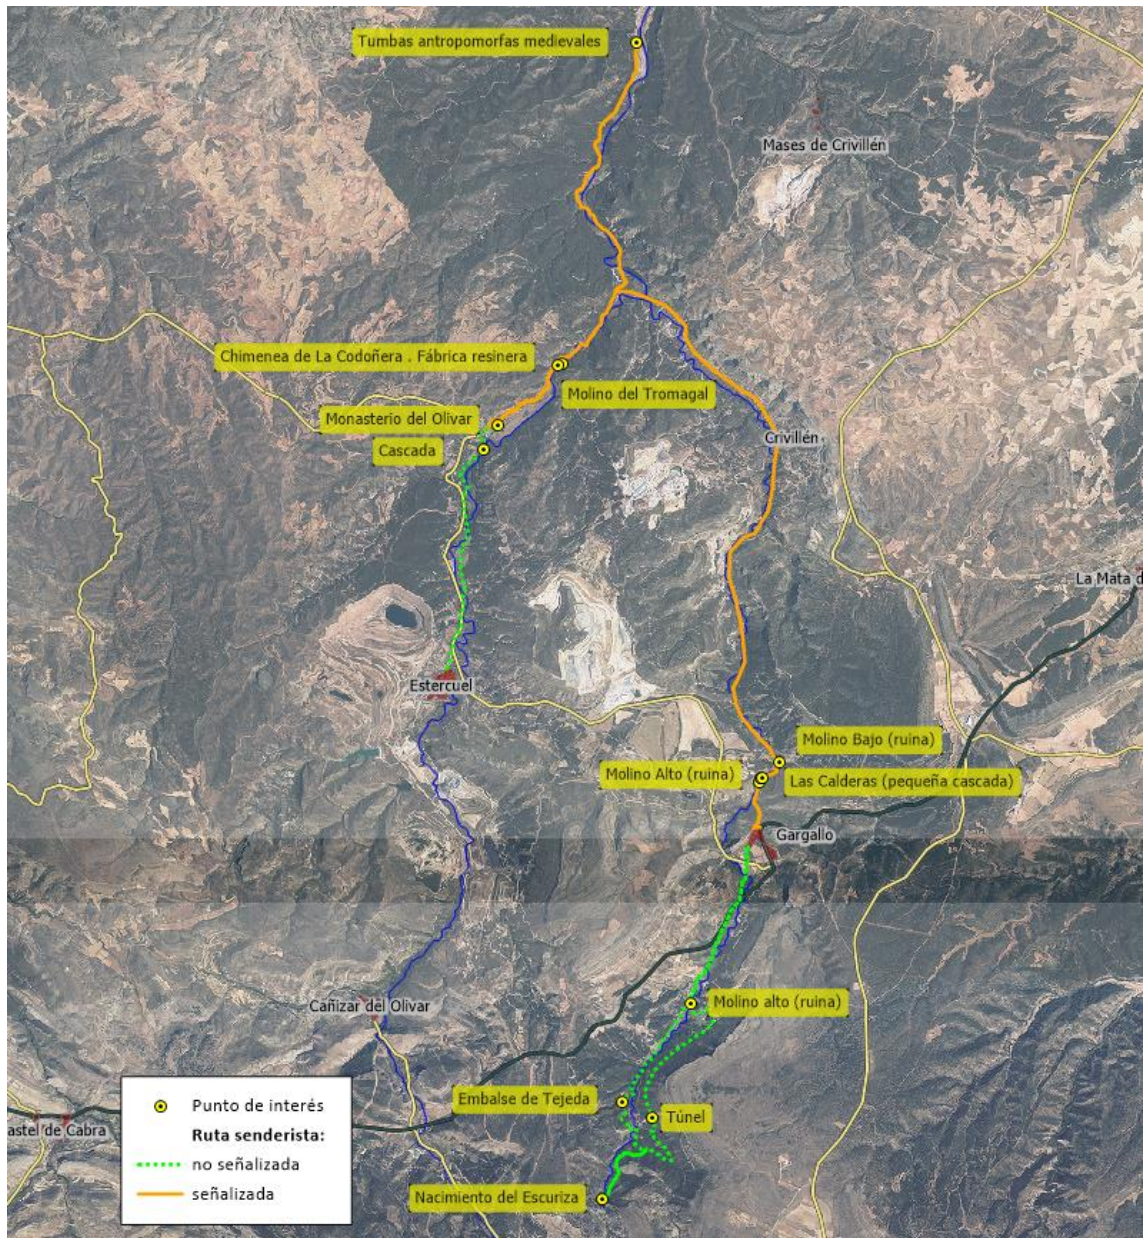 Tumbas antropomorfas medievales
Mases de Crivillén
Chimenea de La Codoñera . Fábrica resinera
Molino del Tromagal
Monasterio del Olivar
Crivillén
Cascada
La Mata d
Estercuel
Molino Bajo (ruina)
Molino Alto (ruina)
Las Calderas (pequeña cascada)
Gargallo
Molino alto (ruina)
Cañizar del Olivar
Embalse de Tejeda
Túnel
astel de Cabra
Nacimiento del Escuriza
Punto de interés
Ruta senderista:
no señalizada
señalizada